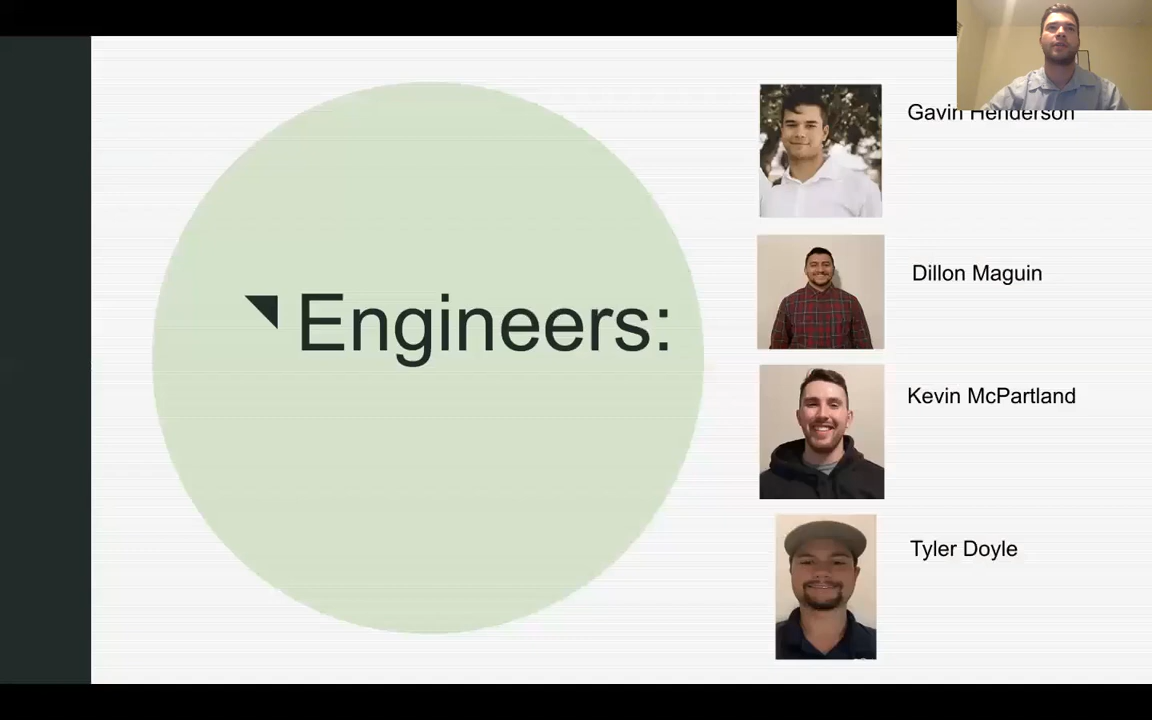 Engineers:
Gavin Henderson
Dillon Maguin
Kevin McPartland
Tyler Doyle